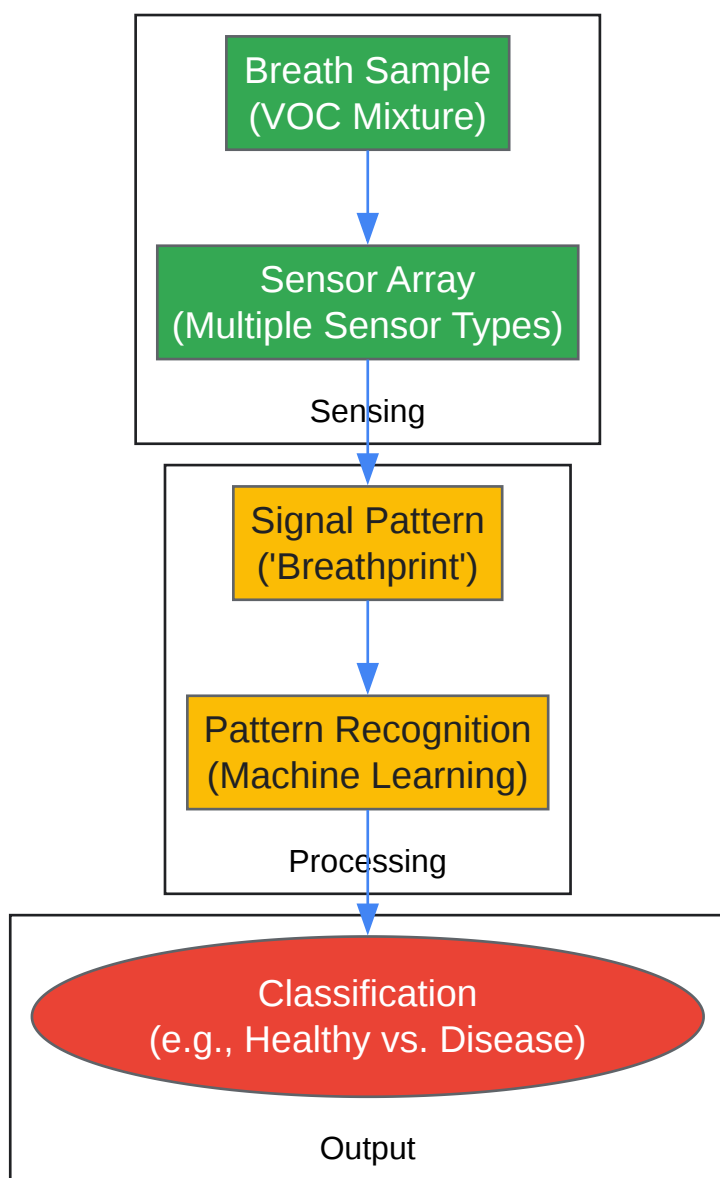 Breath Sample
(VOC Mixture)
Sensor Array
(Multiple Sensor Types)
Sensing
Signal Pattern
('Breathprint')
Pattern Recognition
(Machine Learning)
Processing
Classification
(e.g., Healthy vs. Disease)
Output